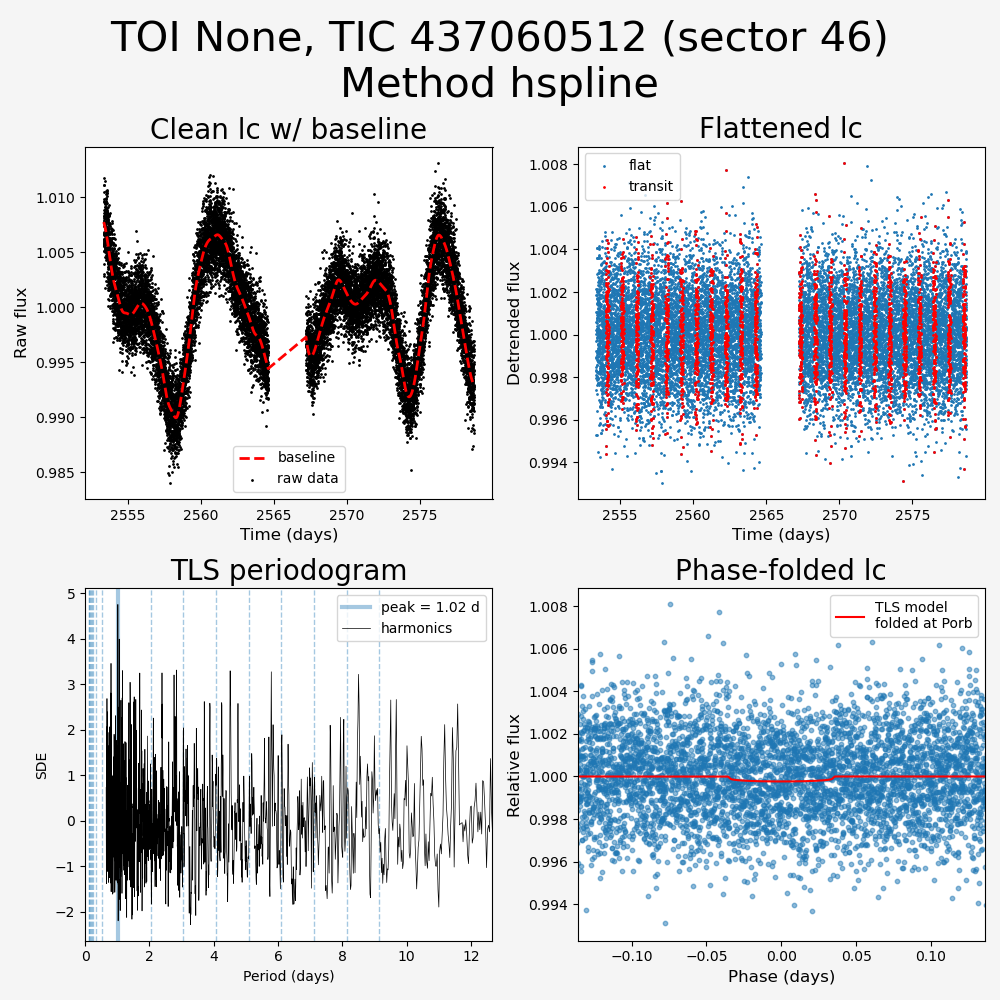 TOI None, TIC 437060512 (sector 46)
Method hspline
Clean lc w/ baseline
Raw flux
1.010
1.005
1.000
0.995
0.990
0.985
baseline
raw data
2555
2560
2565
2570
2575
Time (days)
Flattened lc
Detrended flux
1.008
1.006
1.004
1.002
1.000
0.998
0.996
0.994
flat
transit
2555
2560
2565
2570
2575
Time (days)
TLS periodogram
SDE
5
4
3
2
1
0
−1
−2
peak = 1.02 d
harmonics
0
2
4
6
8
10
12
Period (days)
Phase-folded lc
Relative flux
1.008
1.006
1.004
1.002
1.000
0.998
0.996
0.994
TLS model
folded at Porb
−0.10
−0.05
0.00
0.05
0.10
Phase (days)